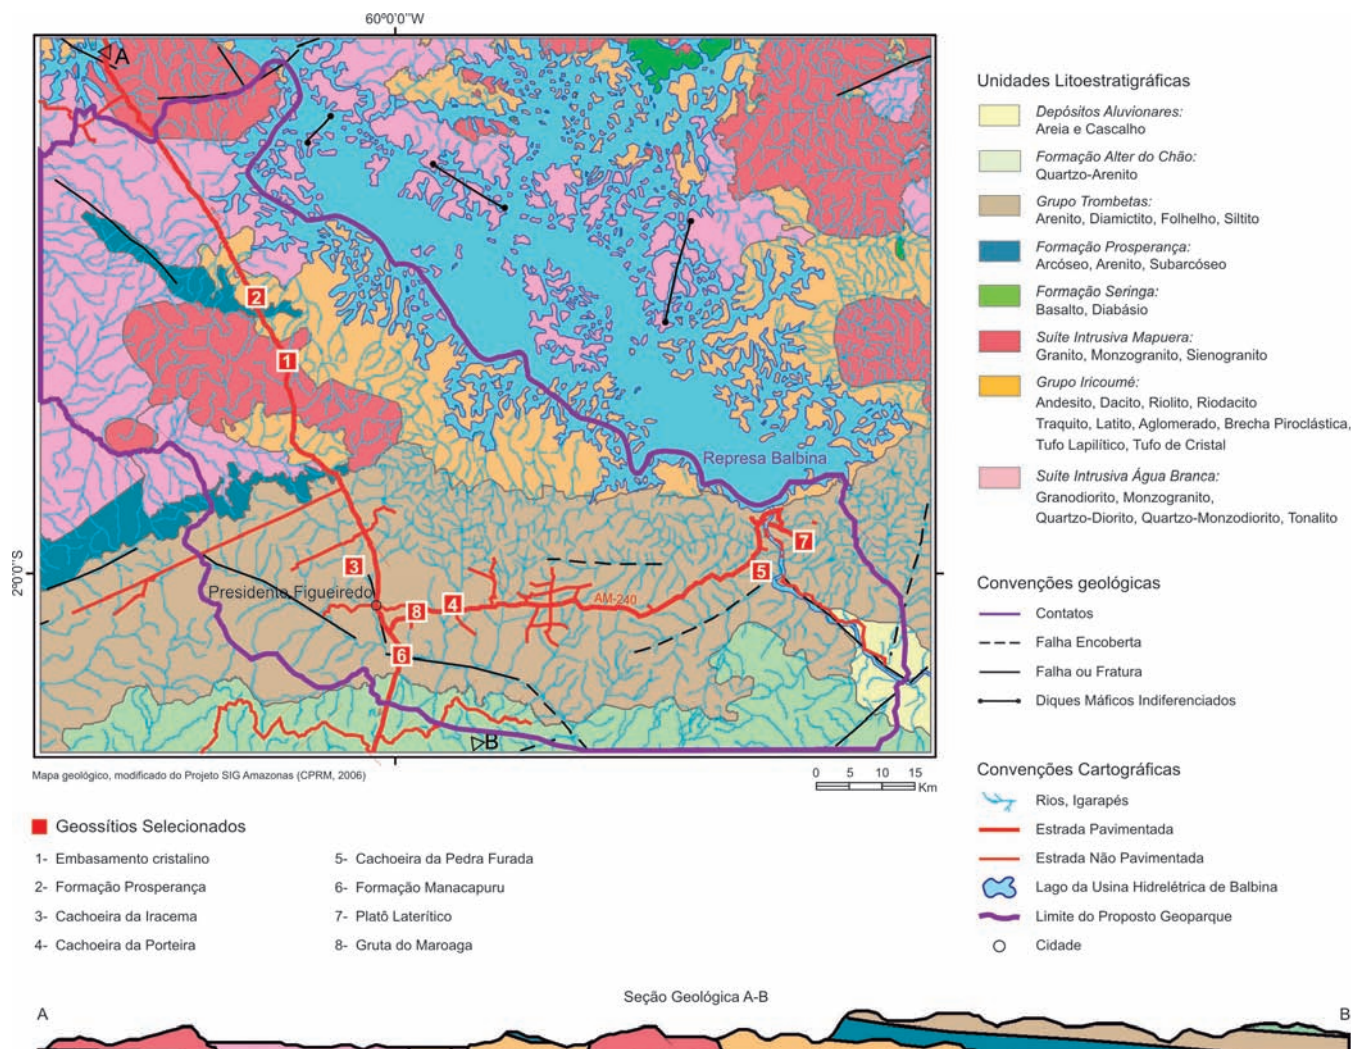 60º0'0''W
A
2º0'0''S
2
1
Represa Balbina
3
7
5
Presidente Figueiredo
8
4
AM-240
6
B
Mapa geológico, modificado do Projeto SIG Amazonas (CPRM, 2006)
0 5 10 15
Km
Unidades Litoestratigráficas
Depósitos Aluvionares:
Areia e Cascalho
Formação Alter do Chão:
Quartzo-Arenito
Grupo Trombetas:
Arenito, Diamictito, Folhelho, Siltito
Formação Prosperança:
Arcóseo, Arenito, Subarcóseo
Formação Seringa:
Basalto, Diabásio
Suíte Intrusiva Mapuera:
Granito, Monzogranito, Sienogranito
Grupo Iricoumé:
Andesito, Dacito, Riolito, Riodacito
Traquito, Latito, Aglomerado, Brecha Piroclástica,
Tufo Lapilítico, Tufo de Cristal
Suíte Intrusiva Água Branca:
Granodiorito, Monzogranito,
Quartzo-Diorito, Quartzo-Monzodiorito, Tonalito
Convenções geológicas
Contatos
Falha Encoberta
Falha ou Fratura
Diques Máficos Indiferenciados
Convenções Cartográficas
Rios, Igarapés
Estrada Pavimentada
Estrada Não Pavimentada
Lago da Usina Hidrelétrica de Balbina
Limite do Proposto Geoparque
Cidade
Geossítios Selecionados
1- Embasamento cristalino
2- Formação Prosperança
3- Cachoeira da Iracema
4- Cachoeira da Porteira
5- Cachoeira da Pedra Furada
6- Formação Manacapuru
7- Platô Laterítico
8- Gruta do Maroaga
Seção Geológica A-B
A
B